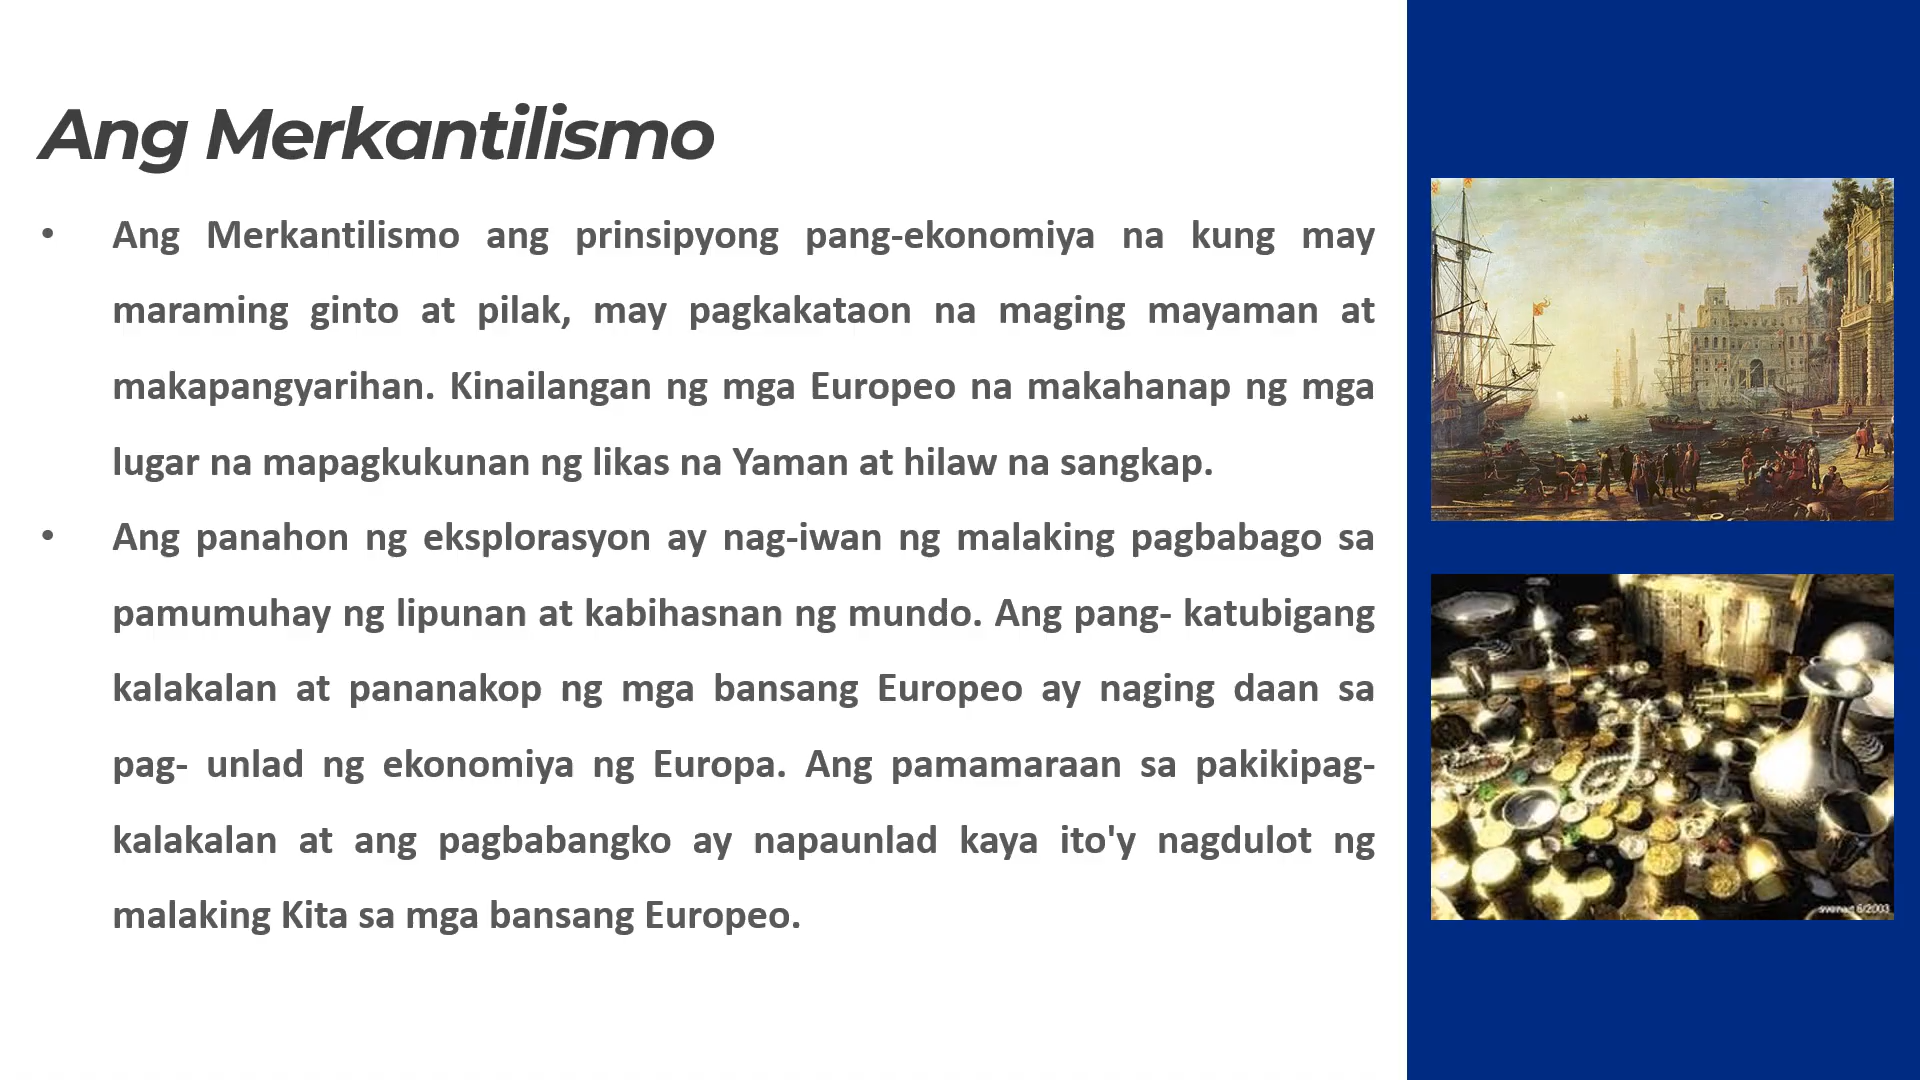 Ang Merkantilismo
• Ang Merkantilismo ang prinsipyong pang-ekonomiya na kung may
maraming ginto at pilak, may pagkakataon na maging mayaman at
makapangyarihan. Kinailangan ng mga Europeo na makahanap ng mga
lugar na mapagkukunan ng likas na Yaman at hilaw na sangkap.
• Ang panahon ng eksplorasyon ay nag-iwan ng malaking pagbabago sa
pamumuhay ng lipunan at kabihasnan ng mundo. Ang pang- katubigang
kalakalan at pananakop ng mga bansang Europeo ay naging daan sa
pag- unlad ng ekonomiya ng Europa. Ang pamamaraan sa pakikipag-
kalakalan at ang pagbabangko ay napaunlad kaya ito'y nagdulot ng
malaking Kita sa mga bansang Europeo.
6/2003